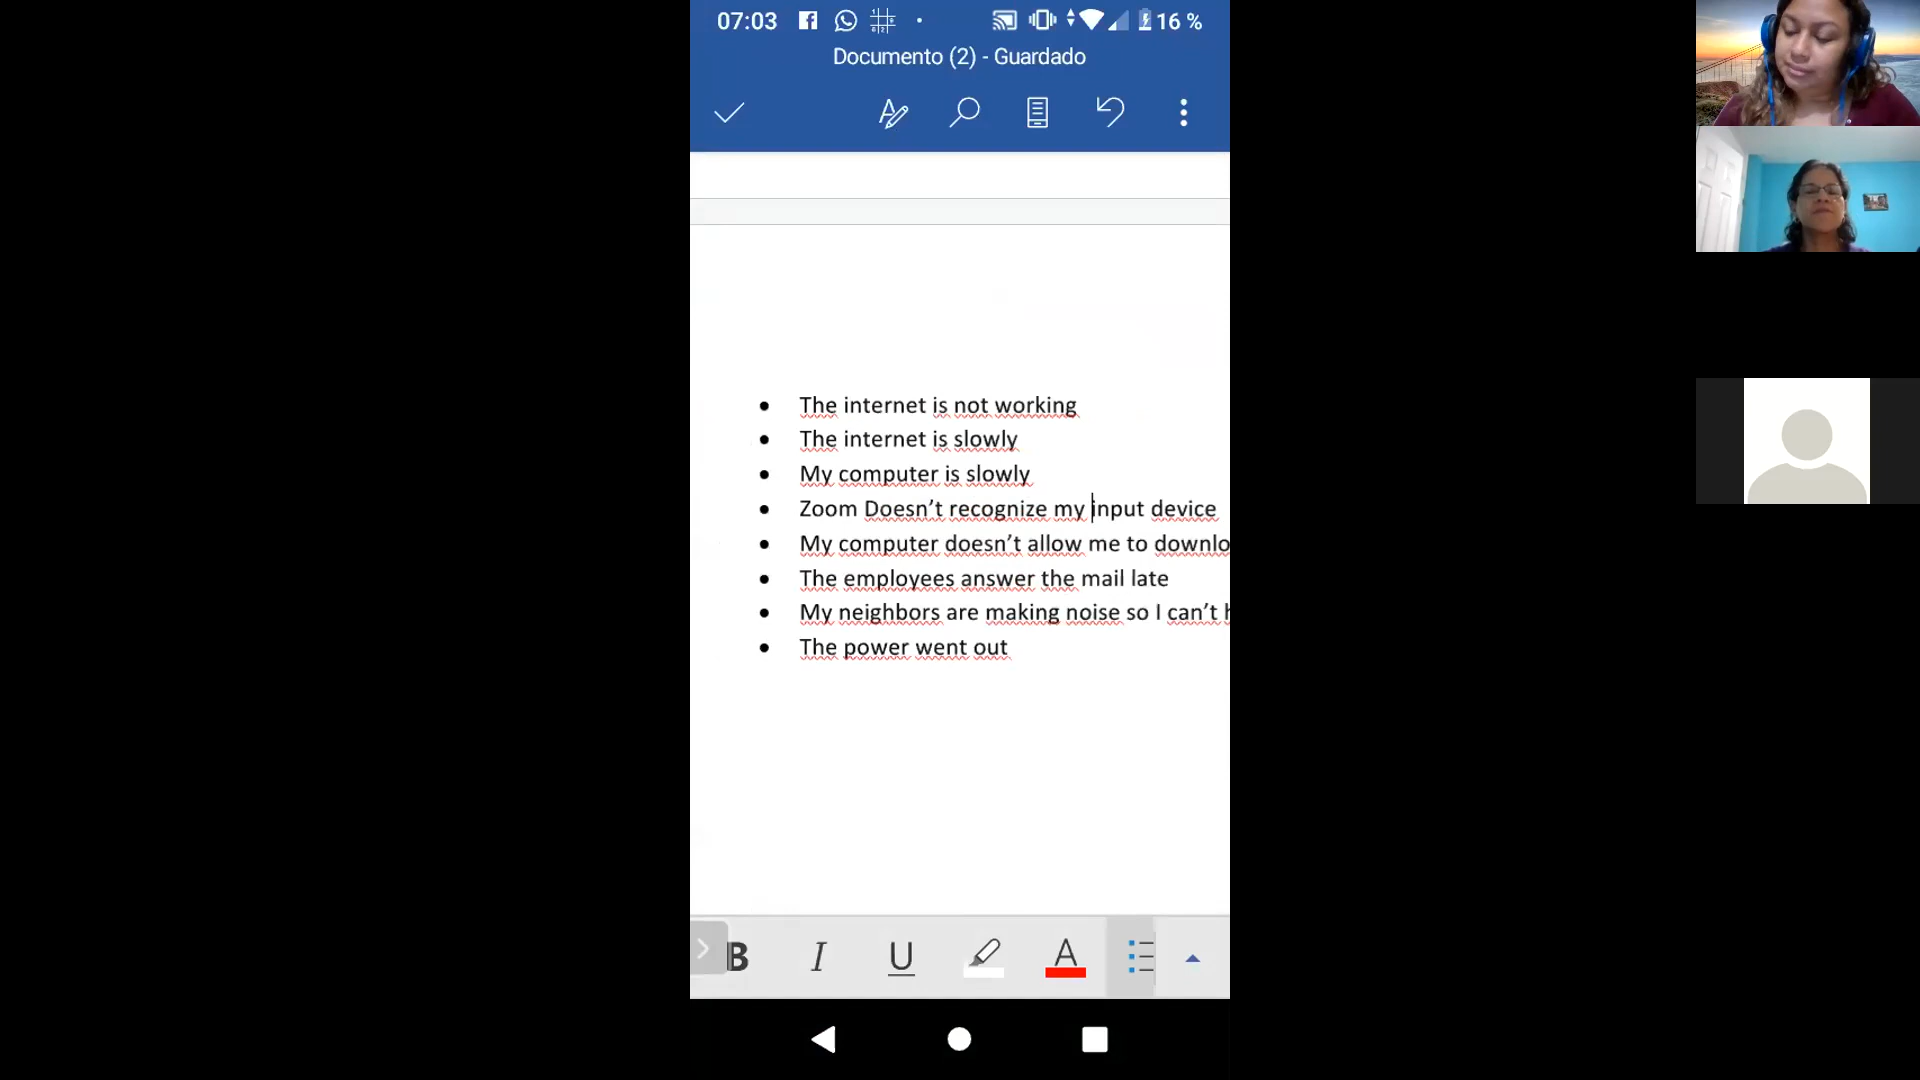 07:03 16 %
Documento (2) - Guardado
• The internet is not working
• The internet is slowly
• My computer is slowly
• Zoom Doesn’t recognize my input device
• My computer doesn’t allow me to downlo
• The employees answer the mail late
• My neighbors are making noise so I can’t h
• The power went out
B I U A